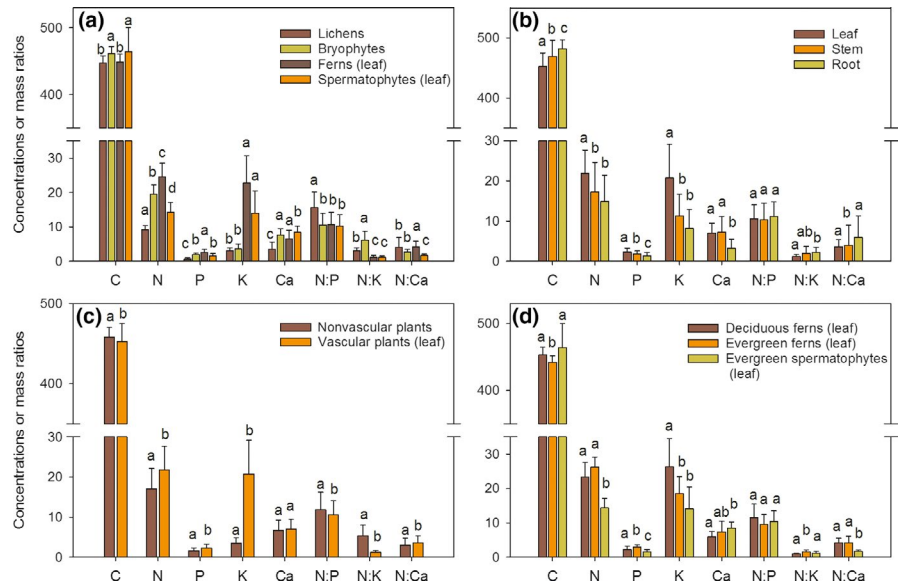 (a)
Lichens
Bryophytes
Ferns (leaf)
Spermatophytes (leaf)
Concentrations or mass ratios
500
400
30
20
10
0
b a b a
a b c d
c b a b
b b a a
c b a b
a b b b
b a c c
a b a c
C N P K Ca N:P N:K N:Ca
(b)
Leaf
Stem
Root
500
400
30
20
10
0
a b c
a b b
a b c
a b b
a a b
a a a
a ab b
b b a
C N P K Ca N:P N:K N:Ca
(c)
Nonvascular plants
Vascular plants (leaf)
Concentrations or mass ratios
500
400
30
20
10
0
a b
a b
a b
a b
a a
a b
a b
a b
C N P K Ca N:P N:K N:Ca
(d)
Deciduous ferns (leaf)
Evergreen ferns (leaf)
Evergreen spermatophytes
(leaf)
500
400
30
20
10
0
a b a
a a b
a b c
a b b
a ab b
a a a
a b a
a a b
C N P K Ca N:P N:K N:Ca